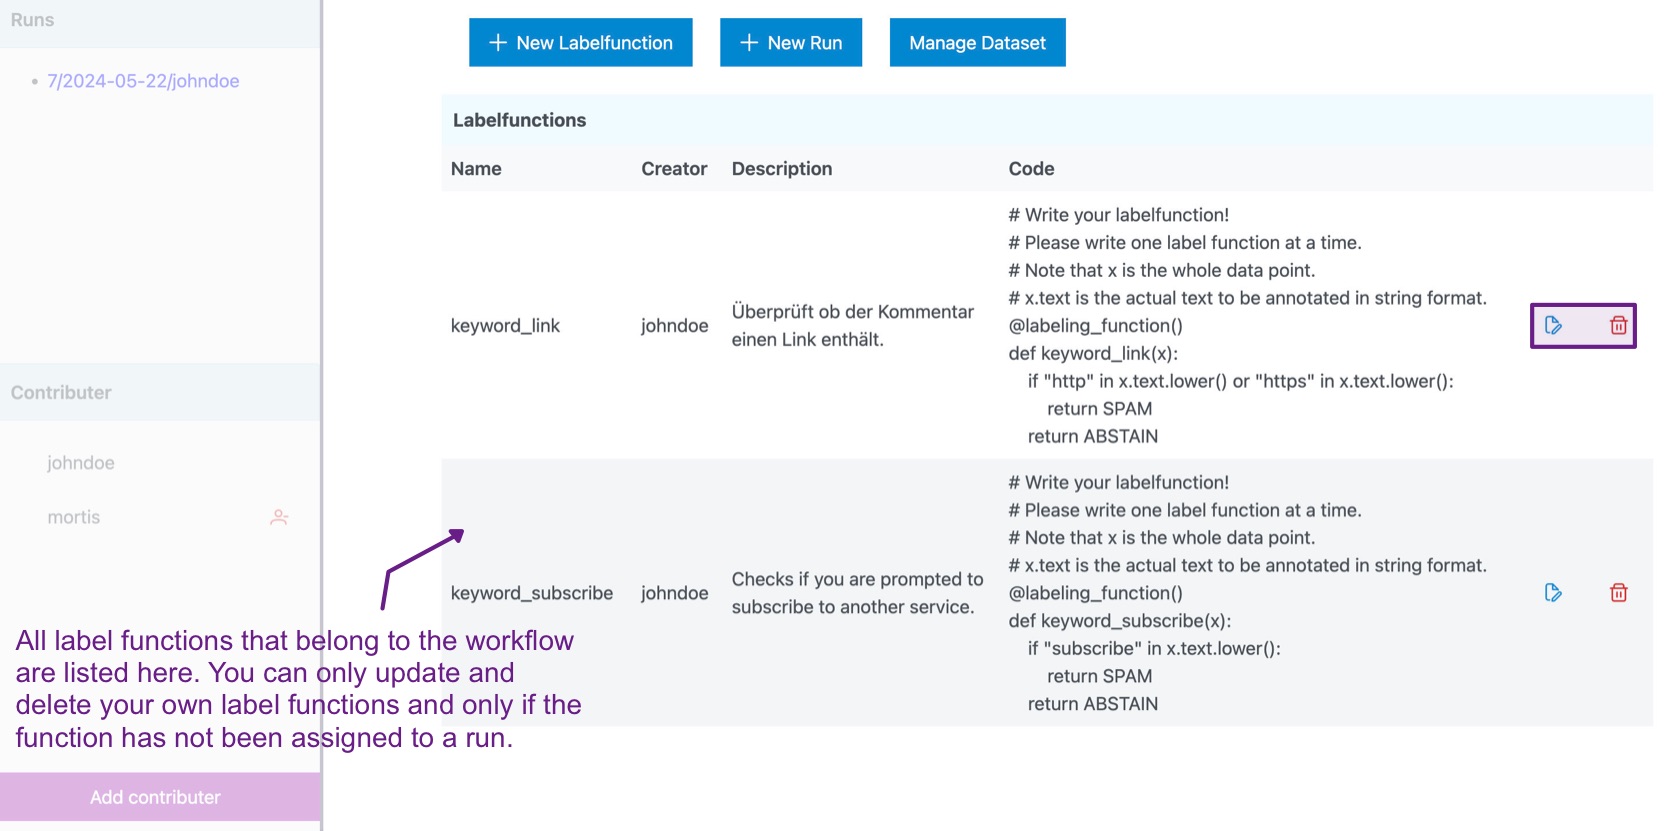 Runs
• 7/2024-05-22/johndoe
Contributer
johndoe
mortis
All label functions that belong to the workflow
are listed here. You can only update and
delete your own label functions and only if the
function has not been assigned to a run.
Add contributer
+ New Labelfunction
+ New Run
Manage Dataset
Labelfunctions
Name Creator Description Code
keyword_link
johndoe
Überprüft ob der Kommentar
einen Link enthält.
# Write your labelfunction!
# Please write one label function at a time.
# Note that x is the whole data point.
# x.text is the actual text to be annotated in string format.
@labeling_function()
def keyword_link(x):
if "http" in x.text.lower() or "https" in x.text.lower():
return SPAM
return ABSTAIN
keyword_subscribe
johndoe
Checks if you are prompted to
subscribe to another service.
# Write your labelfunction!
# Please write one label function at a time.
# Note that x is the whole data point.
# x.text is the actual text to be annotated in string format.
@labeling_function()
def keyword_subscribe(x):
if "subscribe" in x.text.lower():
return SPAM
return ABSTAIN